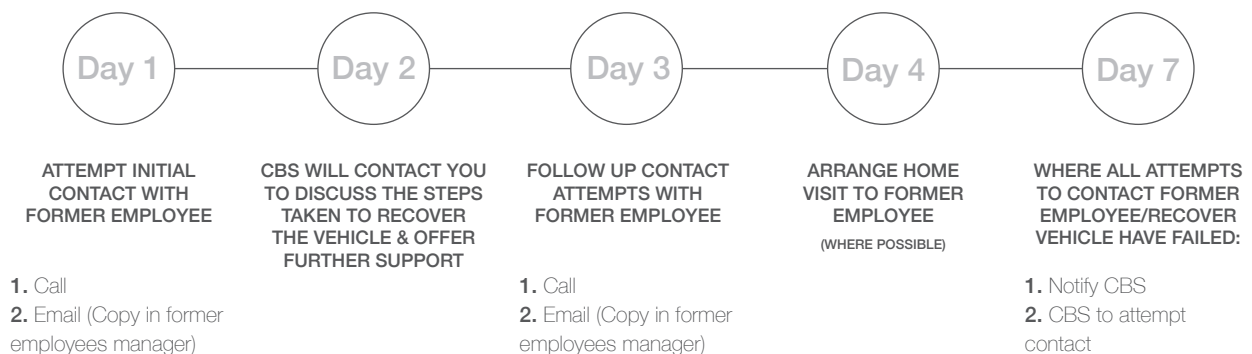 Day 1
Day 2
Day 3
Day 4
Day 7
ATTEMPT INITIAL
CONTACT WITH
FORMER EMPLOYEE
1. Call
2. Email (Copy in former
employees manager)
CBS WILL CONTACT YOU
TO DISCUSS THE STEPS
TAKEN TO RECOVER
THE VEHICLE & OFFER
FURTHER SUPPORT
FOLLOW UP CONTACT
ATTEMPTS WITH
FORMER EMPLOYEE
1. Call
2. Email (Copy in former
employees manager)
ARRANGE HOME
VISIT TO FORMER
EMPLOYEE
(WHERE POSSIBLE)
WHERE ALL ATTEMPTS
TO CONTACT FORMER
EMPLOYEE/RECOVER
VEHICLE HAVE FAILED:
1. Notify CBS
2. CBS to attempt
contact